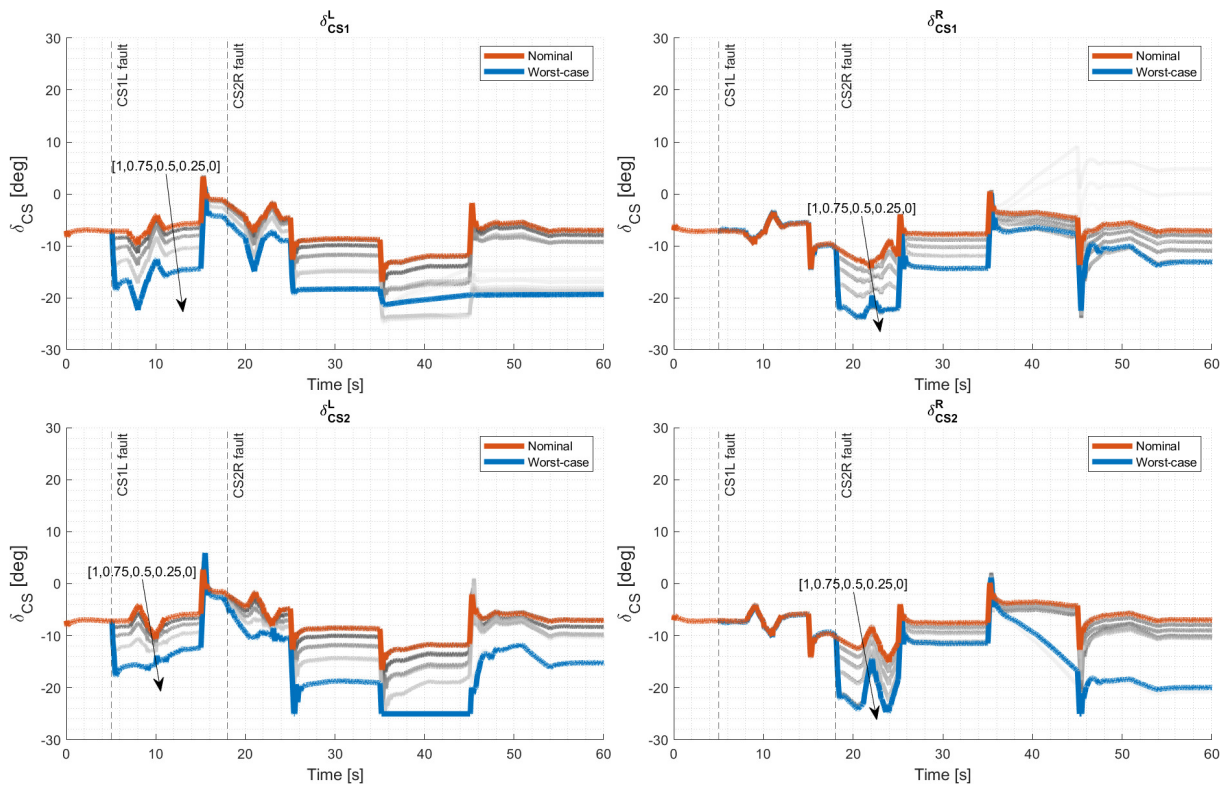 δ^L_CS1
30
20
10
0
-10
-20
-30
δ_CS [deg]
CS1L fault
CS2R fault
Nominal
Worst-case
[1,0.75,0.5,0.25,0]
0 10 20 30 40 50 60
Time [s]
δ^R_CS1
30
20
10
0
-10
-20
-30
δ_CS [deg]
CS1L fault
CS2R fault
Nominal
Worst-case
[1,0.75,0.5,0.25,0]
0 10 20 30 40 50 60
Time [s]
δ^L_CS2
30
20
10
0
-10
-20
-30
δ_CS [deg]
CS1L fault
CS2R fault
Nominal
Worst-case
[1,0.75,0.5,0.25,0]
0 10 20 30 40 50 60
Time [s]
δ^R_CS2
30
20
10
0
-10
-20
-30
δ_CS [deg]
CS1L fault
CS2R fault
Nominal
Worst-case
[1,0.75,0.5,0.25,0]
0 10 20 30 40 50 60
Time [s]